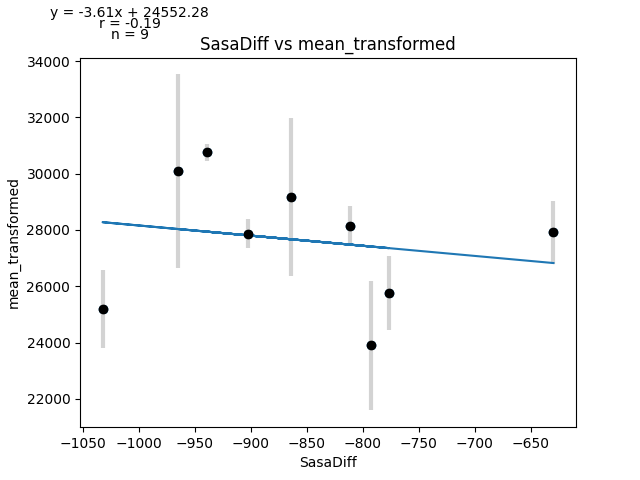 y = -3.61x + 24552.28
r = -0.19
n = 9
SasaDiff vs mean_transformed
34000
32000
30000
28000
26000
24000
22000
mean_transformed
−1050 −1000 −950 −900 −850 −800 −750 −700 −650
SasaDiff